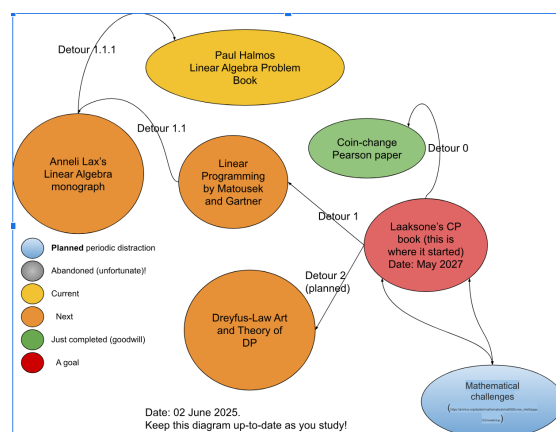 Detour 1.1.1
Paul Halmos
Linear Algebra Problem
Book
Detour 1.1
Coin-change
Pearson paper
Detour 0
Anneli Lax's
Linear Algebra
monograph
Linear
Programming
by Matousek
and Gartner
Detour 1
Laaksone's CP
book (this is
where it started)
Date: May 2027
Planned periodic distraction
Abandoned (unfortunate)!
Current
Next
Just completed (goodwill)
A goal
Detour 2
(planned)
Dreyfus-Law Art
and Theory of
DP
Mathematical
challenges
Date: 02 June 2025.
Keep this diagram up-to-date as you study!